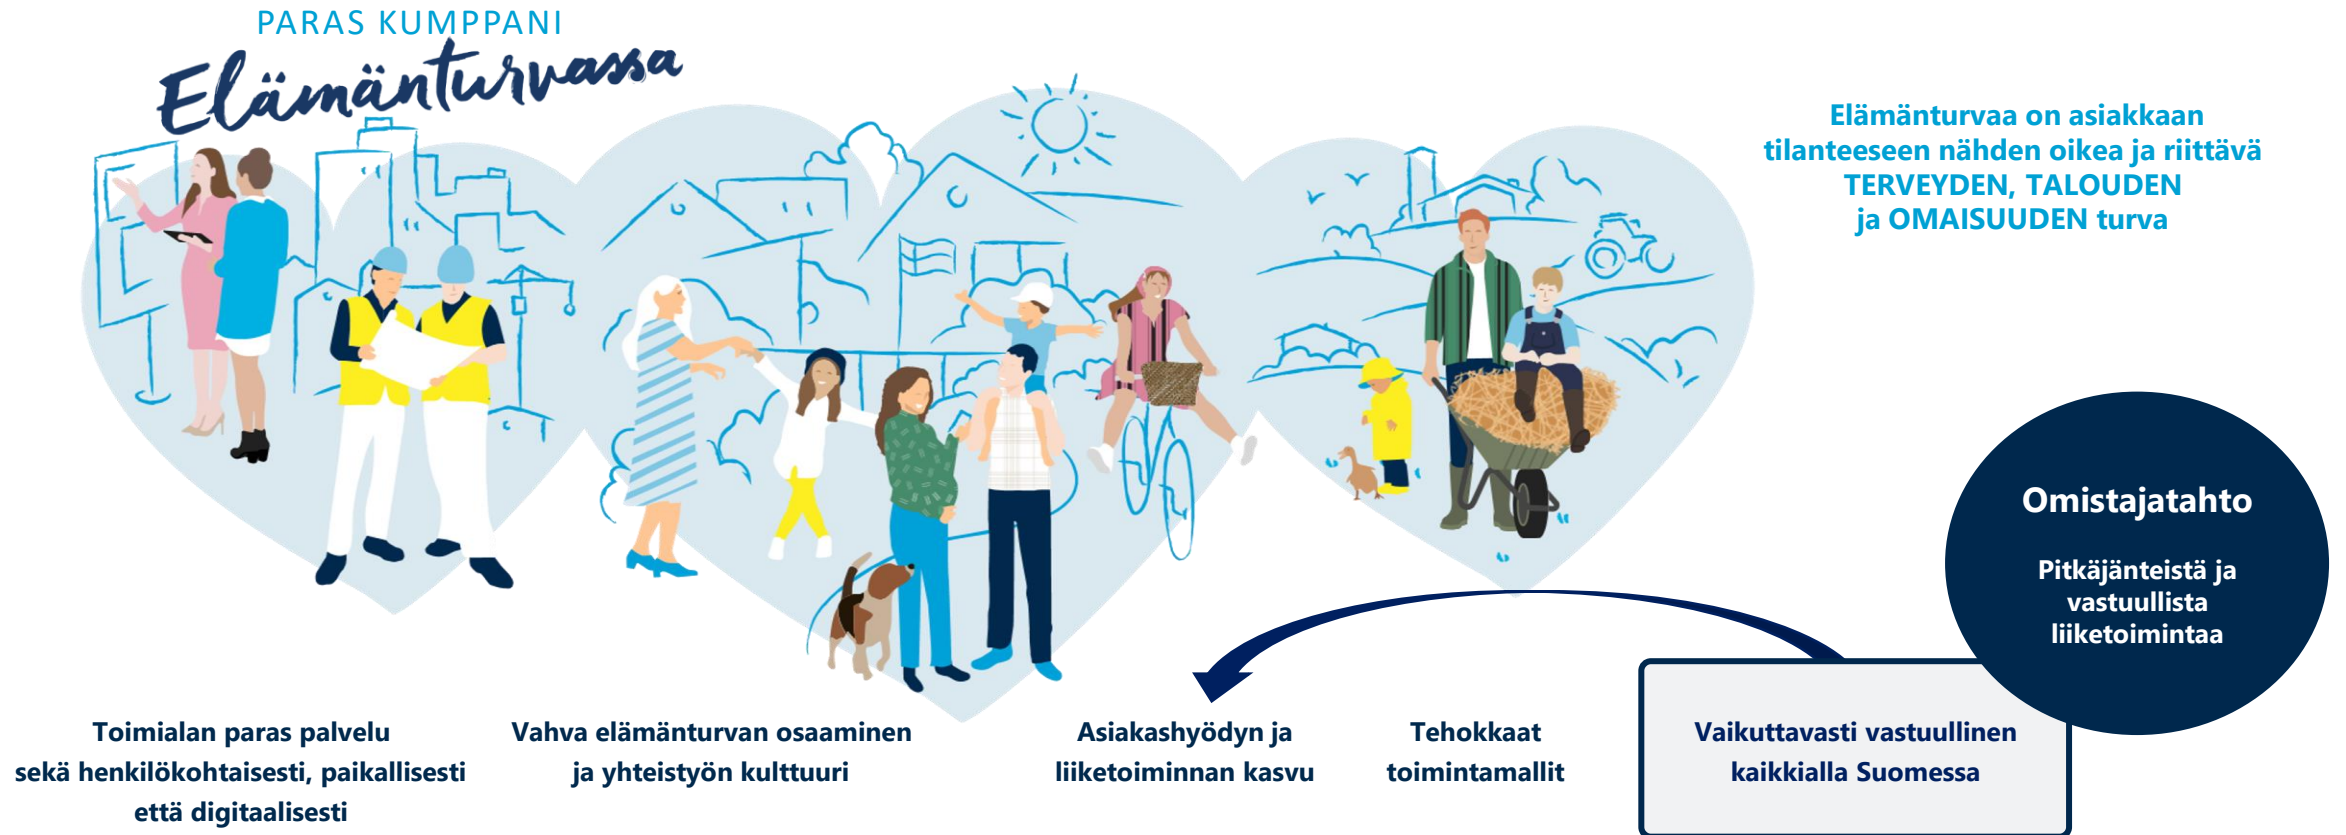 PARAS KUMPPANI
Elämänturvassa
Elämänturvaa on asiakkaan
tilanteeseen nähden oikea ja riittävä
TERVEYDEN, TALOUDEN
ja OMAISUUDEN turva
Omistajatahto
Pitkäjänteistä ja
vastuullista
liiketoimintaa
Toimialan paras palvelu
sekä henkilökohtaisesti, paikallisesti
että digitaalisesti
Vahva elämänturvan osaaminen
ja yhteistyön kulttuuri
Asiakashyödyn ja
liiketoiminnan kasvu
Tehokkaat
toimintamallit
Vaikuttavasti vastuullinen
kaikkialla Suomessa